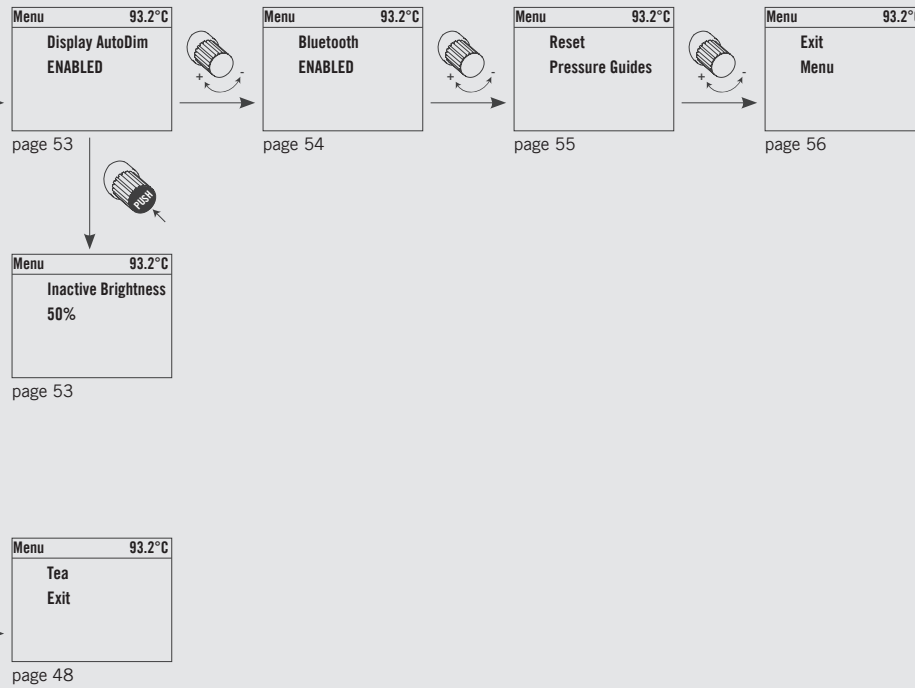 Menu 93.2°C
Display AutoDim
ENABLED
page 53
+ -
Menu 93.2°C
Bluetooth
ENABLED
page 54
+ -
Menu 93.2°C
Reset
Pressure Guides
page 55
+ -
Menu 93.2°C
Exit
Menu
page 56
PUSH
Menu 93.2°C
Inactive Brightness
50%
page 53
Menu 93.2°C
Tea
Exit
page 48